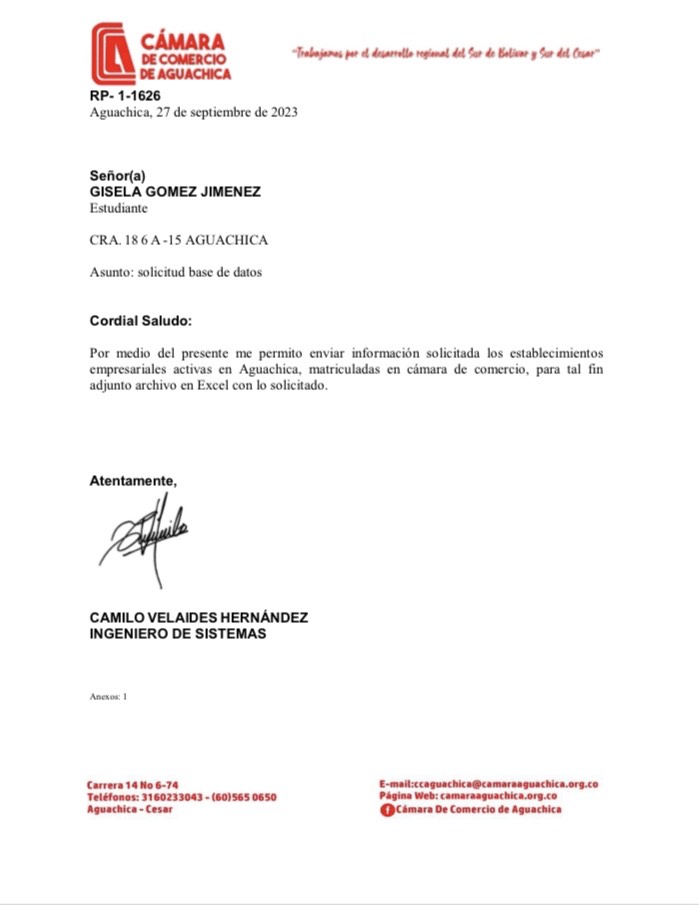 CÁMARA
DE COMERCIO
DE AGUACHICA
"Trabajamos por el desarrollo regional del Sur de Bolívar y Sur del Cesar"
RP- 1-1626
Aguachica, 27 de septiembre de 2023
Señor(a)
GISELA GOMEZ JIMENEZ
Estudiante
CRA. 18 6 A -15 AGUACHICA
Asunto: solicitud base de datos
Cordial Saludo:
Por medio del presente me permito enviar información solicitada los establecimientos
empresariales activas en Aguachica, matriculadas en cámara de comercio, para tal fin
adjunto archivo en Excel con lo solicitado.
Atentamente,
CAMILO VELAIDES HERNÁNDEZ
INGENIERO DE SISTEMAS
Anexos: 1
Carrera 14 No 6-74
Teléfonos: 3160233043 - (60)565 0650
Aguachica - Cesar
E-mail:ccaguachica@camaraaguachica.org.co
Página Web: camaraaguachica.org.co
Cámara De Comercio de Aguachica